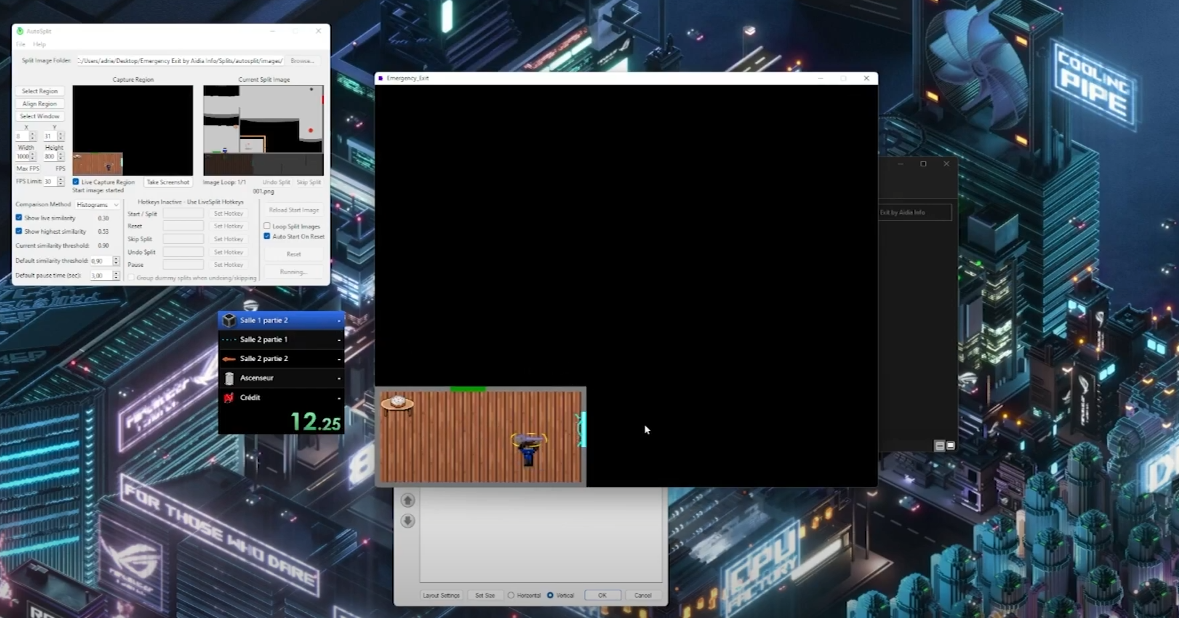 AutoSplit
File Help
Split Image Folder: C:/Users/adria/Desktop/Emergency Exit by Aidia Info/Splits/autosplit/images/ Browse...
Capture Region
Current Split Image
Select Region
Align Region
Select Window
X Y
0 31
Width Height
1000 800
Max FPS FPS
FPS Limit: 30
Live Capture Region
Take Screenshot
Image Loop: 1/1
Undo Split Skip Split
Start image: started
001.png
Comparison Method Histograms
Show live similarity 0.30
Show highest similarity 0.53
Current similarity threshold: 0.90
Default similarity threshold: 0,90
Default pause time (sec): 3,00
Hotkeys Inactive - Use LiveSplit Hotkeys
Start / Split Set Hotkey
Reset Set Hotkey
Skip Split Set Hotkey
Undo Split Set Hotkey
Pause Set Hotkey
Group dummy splits when undoing/skipping
Reload Start Image
Loop Split Images
Auto Start On Reset
Reset
Running...
Salle 1 partie 2 -
Salle 2 partie 1 -
Salle 2 partie 2 -
Ascenseur -
Crédit -
12.25
Emergency_Exit
Exit by Aidia Info
Layout Settings Set Size Horizontal Vertical OK Cancel
COOLING
PIPE
FOR THOSE WHO DARE
ROG
CPU
FACTORY